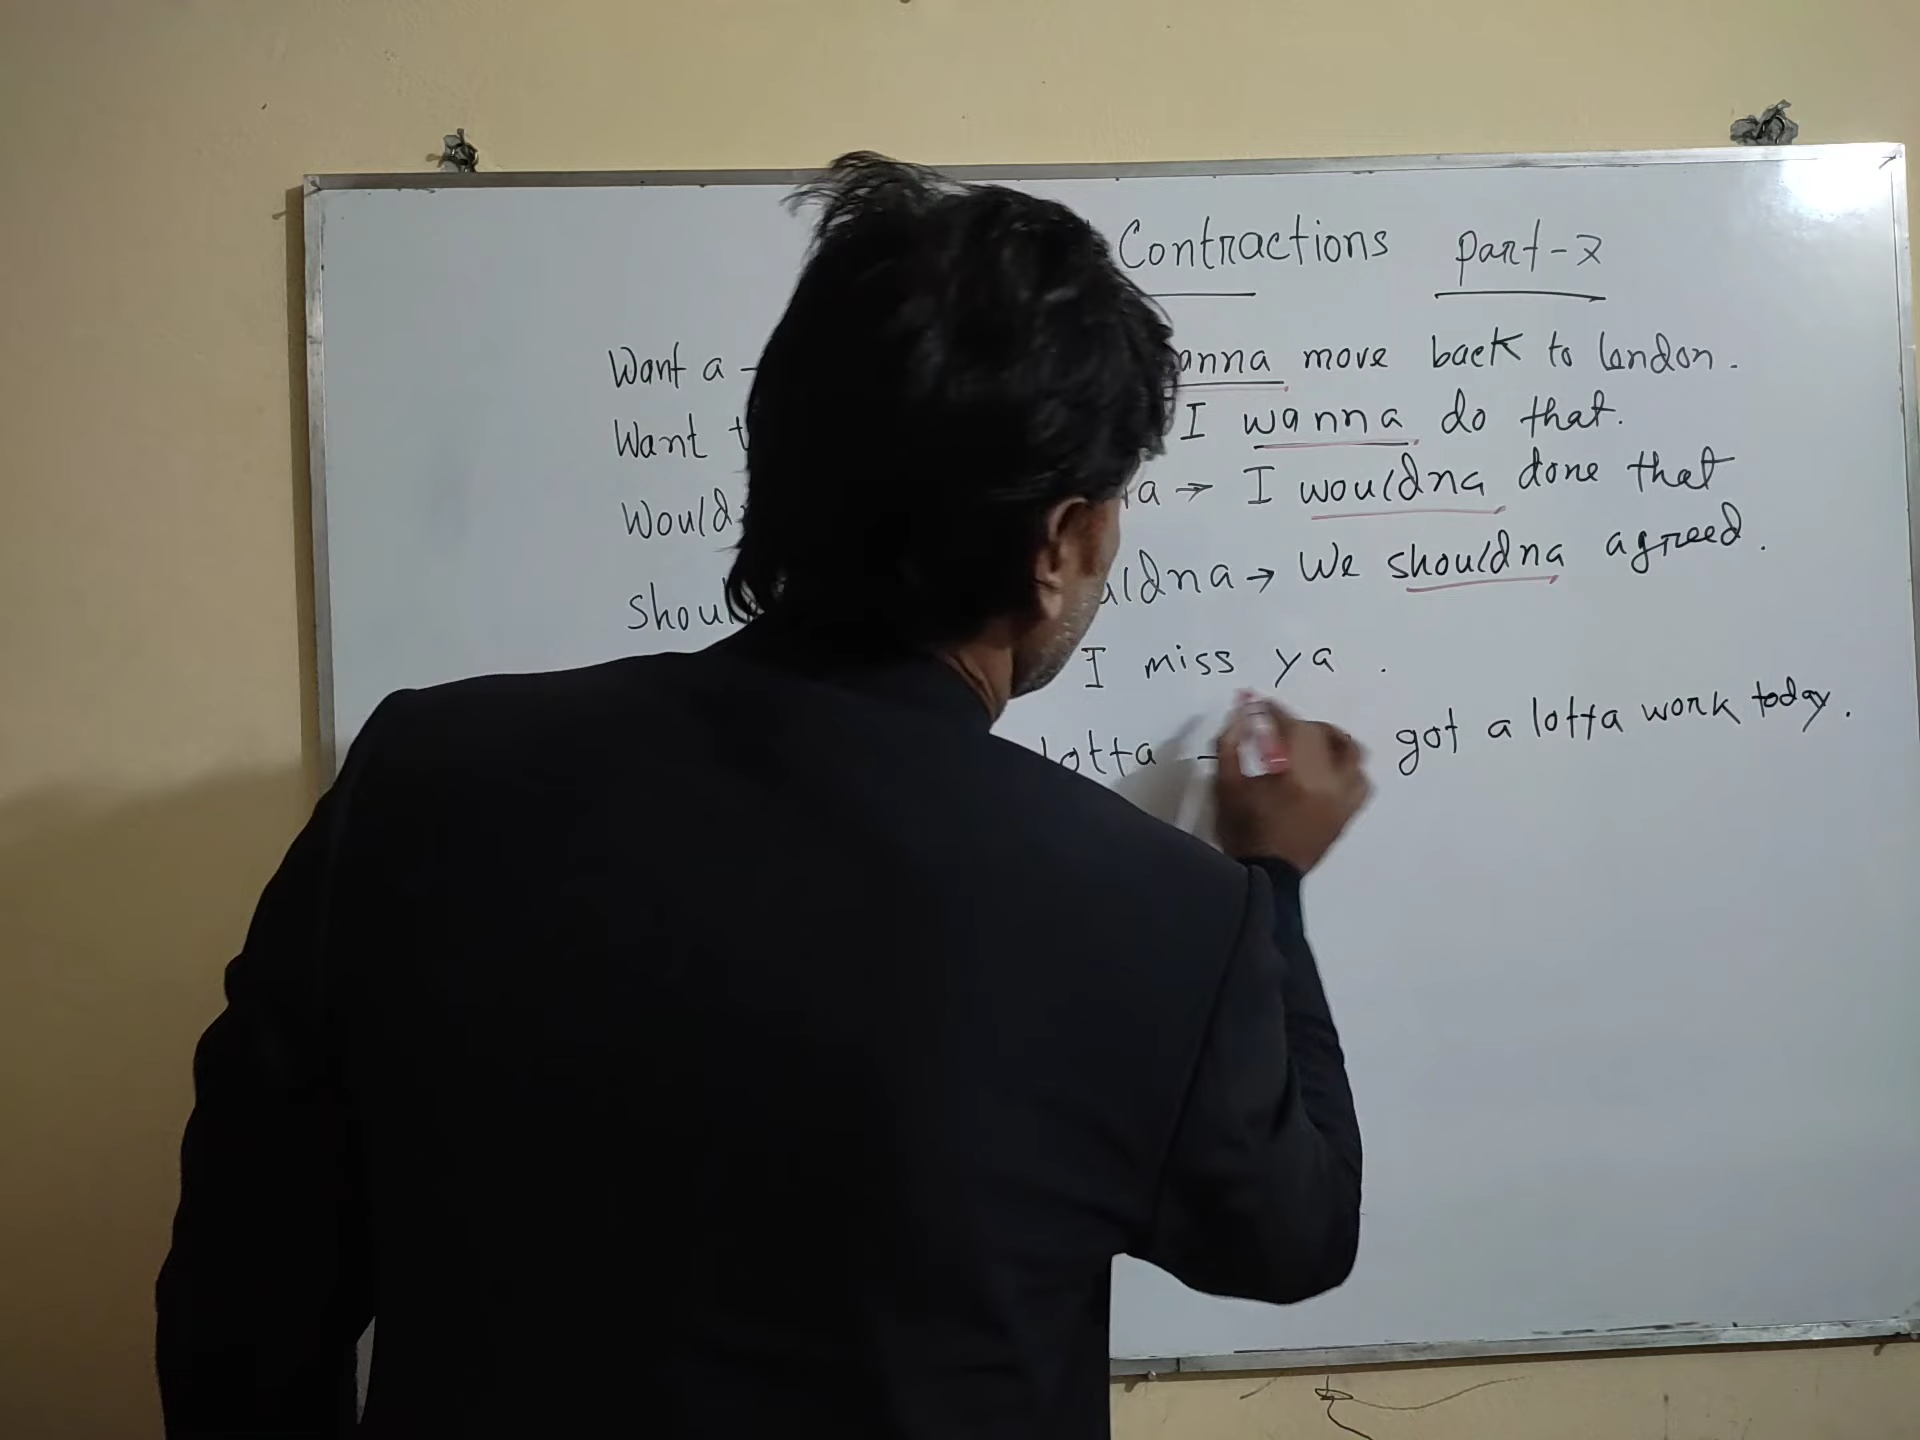 Contractions part-2
Want a - anna move back to London.
Want t I wanna do that.
Would a → I wouldna done that
Shoul uldna → We shouldna agreed.
I miss ya .
lotta - got a lotta work today.